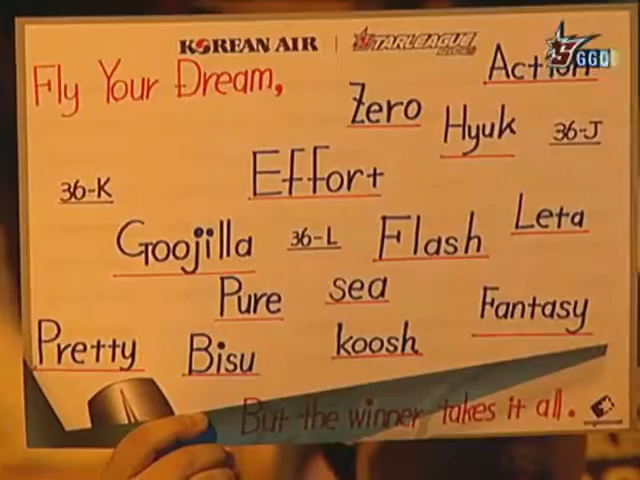 KOREAN AIR | STARLEAGUE
GGO
Fly Your Dream,
Action
Zero
Hyuk
36-J
Effort
36-K
Goojilla
36-L
Flash
Leta
Pure
sea
Fantasy
Pretty
Bisu
koosh
But the winner takes it all.